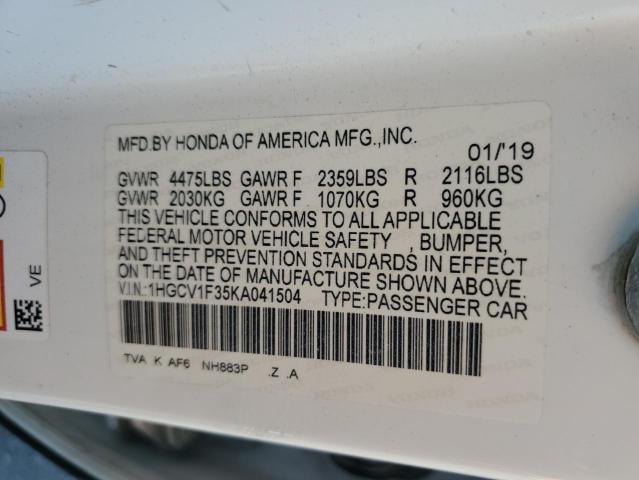 MFD.BY HONDA OF AMERICA MFG.,INC. 01/'19
GVWR 4475LBS GAWR F 2359LBS R 2116LBS
GVWR 2030KG GAWR F 1070KG R 960KG
THIS VEHICLE CONFORMS TO ALL APPLICABLE
FEDERAL MOTOR VEHICLE SAFETY , BUMPER,
AND THEFT PREVENTION STANDARDS IN EFFECT
ON THE DATE OF MANUFACTURE SHOWN ABOVE.
V.I.N.:1HGCV1F35KA041504 TYPE:PASSENGER CAR
TVA K AF6 NH883P .Z .A
VE